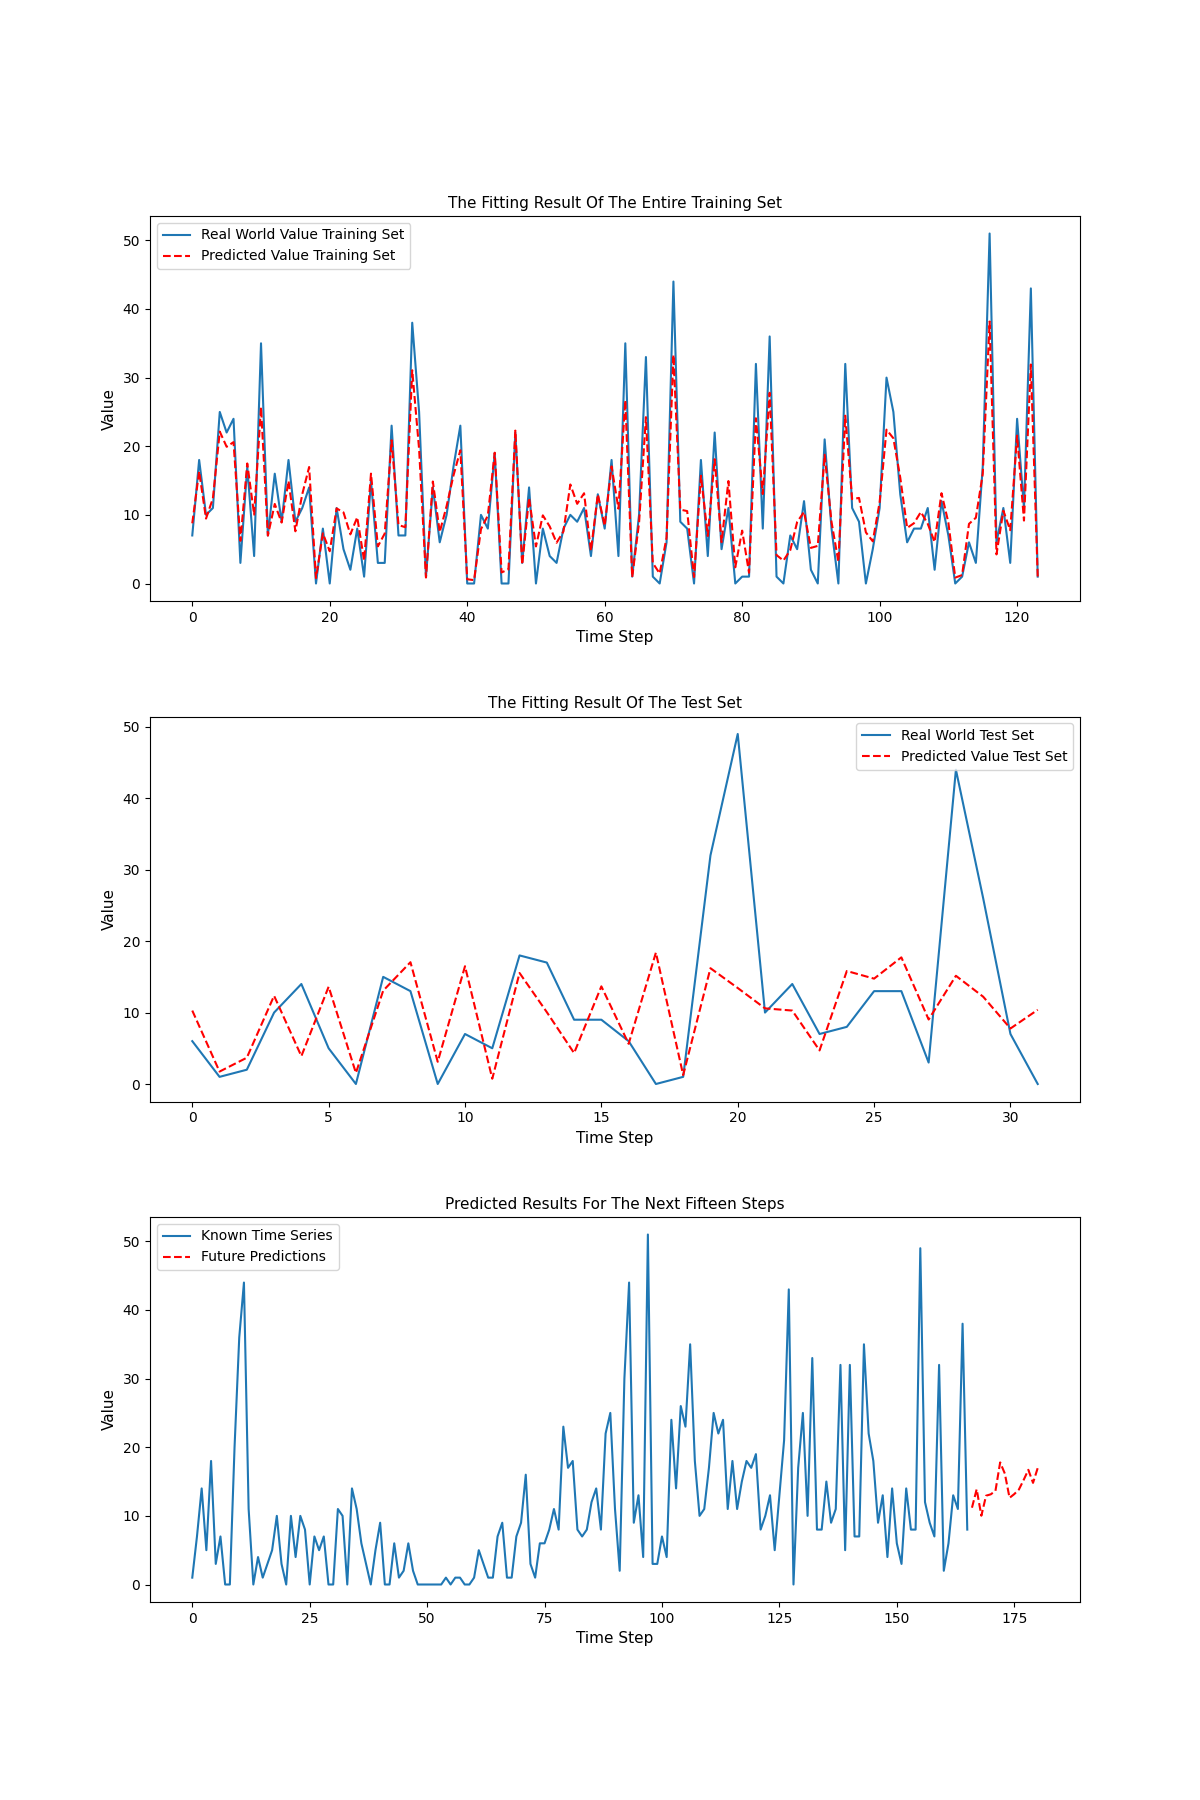 The Fitting Result Of The Entire Training Set
Real World Value Training Set
Predicted Value Training Set
50
40
30
20
10
0
Value
0 20 40 60 80 100 120
Time Step
The Fitting Result Of The Test Set
Real World Test Set
Predicted Value Test Set
50
40
30
20
10
0
Value
0 5 10 15 20 25 30
Time Step
Predicted Results For The Next Fifteen Steps
Known Time Series
Future Predictions
50
40
30
20
10
0
Value
0 25 50 75 100 125 150 175
Time Step